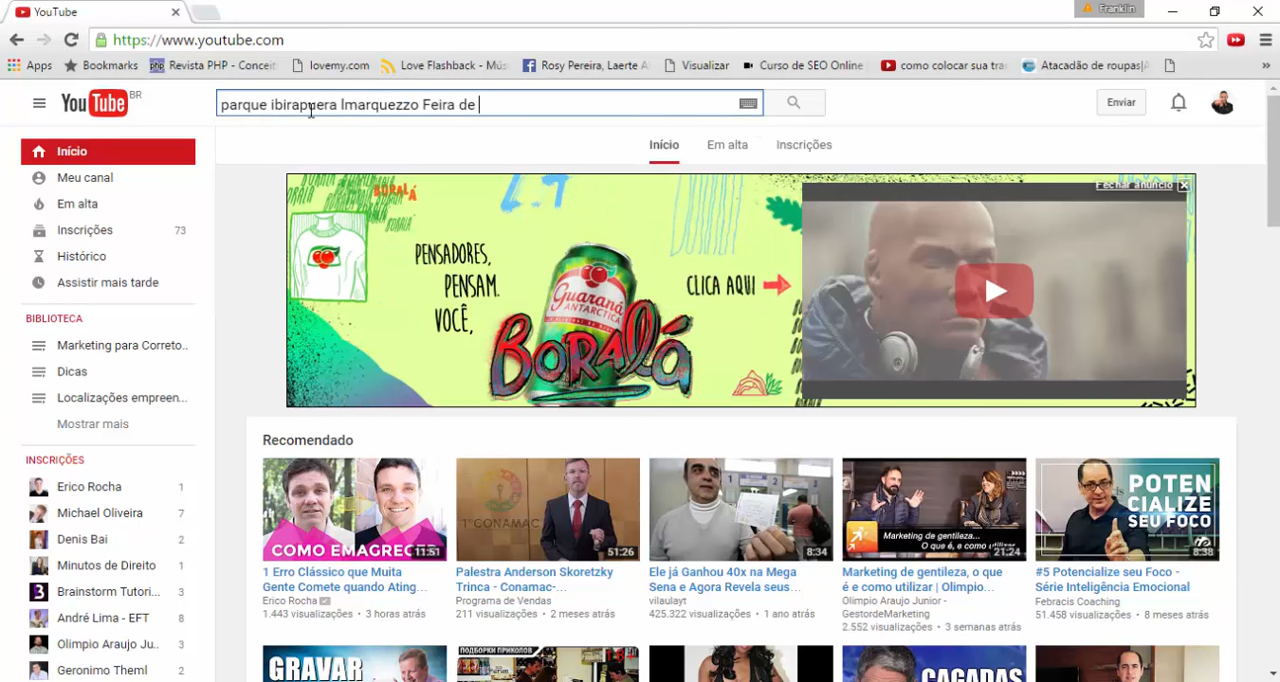 YouTube
Franklin
https://www.youtube.com
Apps
Bookmarks
Revista PHP - Concei
lovemy.com
Love Flashback - Mús
Rosy Pereira, Laerte A
Visualizar
Curso de SEO Online
como colocar sua tra
Atacadão de roupas|
YouTube BR
parque ibirapuera lmarquezzo Feira de
Enviar
Início
Em alta
Inscrições
Início
Meu canal
Em alta
Inscrições 73
Histórico
Assistir mais tarde
BIBLIOTECA
Marketing para Correto..
Dicas
Localizações empreen...
Mostrar mais
INSCRIÇÕES
Erico Rocha 1
Michael Oliveira 7
Denis Bai 2
Minutos de Direito 1
Brainstorm Tutori... 3
André Lima - EFT 8
Olimpio Araujo Ju.. 3
Geronimo Theml 2
BORALÁ
PENSADORES,
PENSAM.
VOCÊ,
Guaraná
ANTARCTICA
BORALÁ
CLICA AQUI
Fechar anúncio
Recomendado
COMO EMAGREC
11:51
1 Erro Clássico que Muita
Gente Comete quando Ating...
Erico Rocha
1.443 visualizações • 3 horas atrás
1º CONAMAC
51:26
Palestra Anderson Skoretzky
Trinca - Conamac-...
Programa de Vendas
211 visualizações • 2 meses atrás
8:34
Ele já Ganhou 40x na Mega
Sena e Agora Revela seus...
vilaulayt
425.322 visualizações • 1 ano atrás
Marketing de gentileza...
O que é, e como u
21:24
Marketing de gentileza, o que
é e como utilizar | Olimpio...
Olimpio Araujo Junior -
GestordeMarketing
2.552 visualizações • 3 semanas atrás
POTEN
CIALIZE
SEU FOCO
8:38
#5 Potencialize seu Foco -
Série Inteligência Emocional
Febracis Coaching
51.458 visualizações • 8 meses atrás
GRAVAR
ПОДБОРКИ ПРИКОЛОВ
CAGADAS